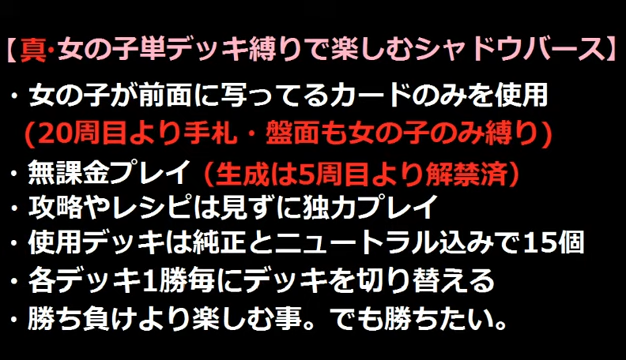 【真・女の子単デッキ縛りで楽しむシャドウバース】
・女の子が前面に写ってるカードのみを使用
(20周目より手札・盤面も女の子のみ縛り)
・無課金プレイ（生成は5周目より解禁済）
・攻略やレシピは見ずに独力プレイ
・使用デッキは純正とニュートラル込みで15個
・各デッキ1勝毎にデッキを切り替える
・勝ち負けより楽しむ事。でも勝ちたい。